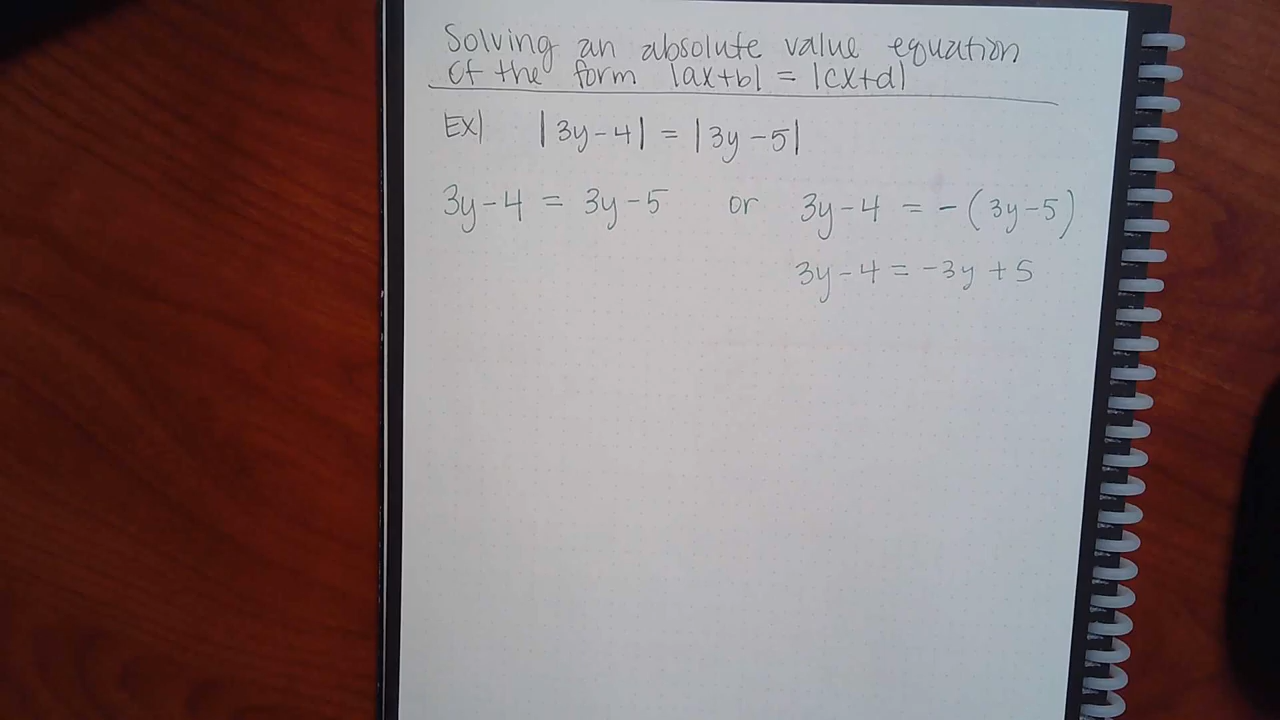 Solving an absolute value equation
of the form |ax+b| = |cx+d|
EX| |3y-4| = |3y-5|
3y-4 = 3y-5 or 3y-4 = -(3y-5)
3y-4 = -3y+5